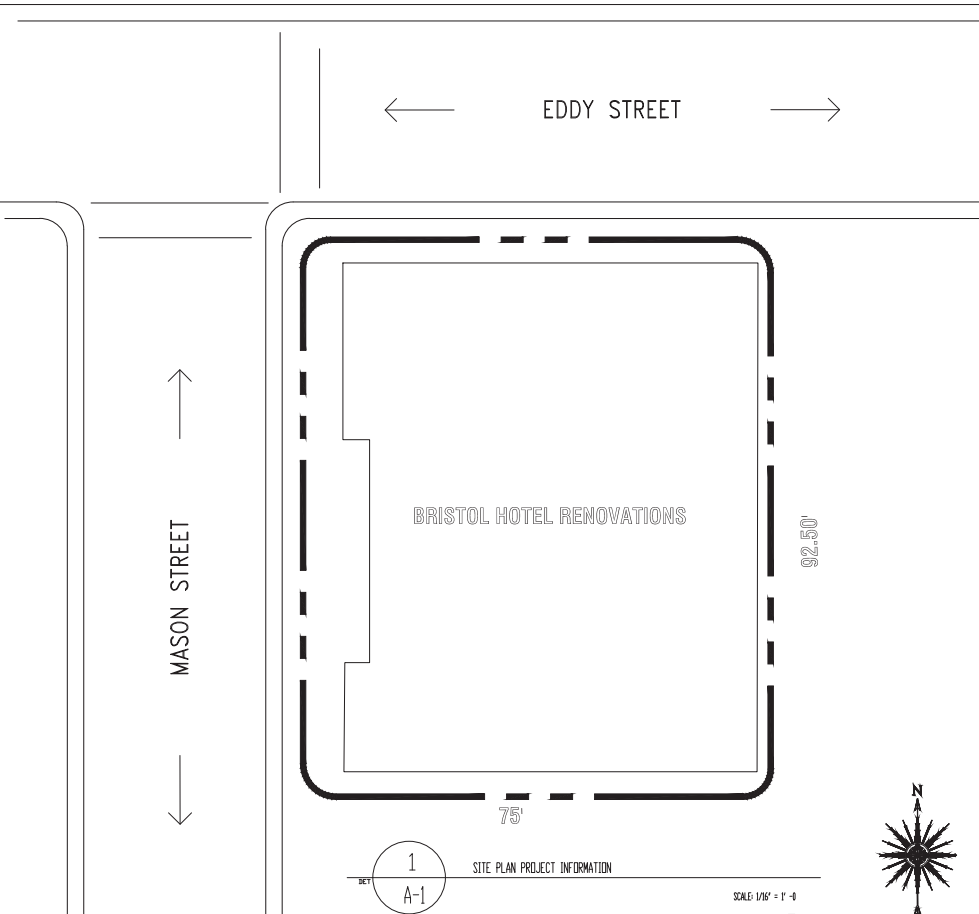 EDDY STREET
BRISTOL HOTEL RENOVATIONS
92.50'
MASON STREET
75'
N
1
SITE PLAN PROJECT INFORMATION
DET
A-1
SCALE: 1/16" = 1' -0